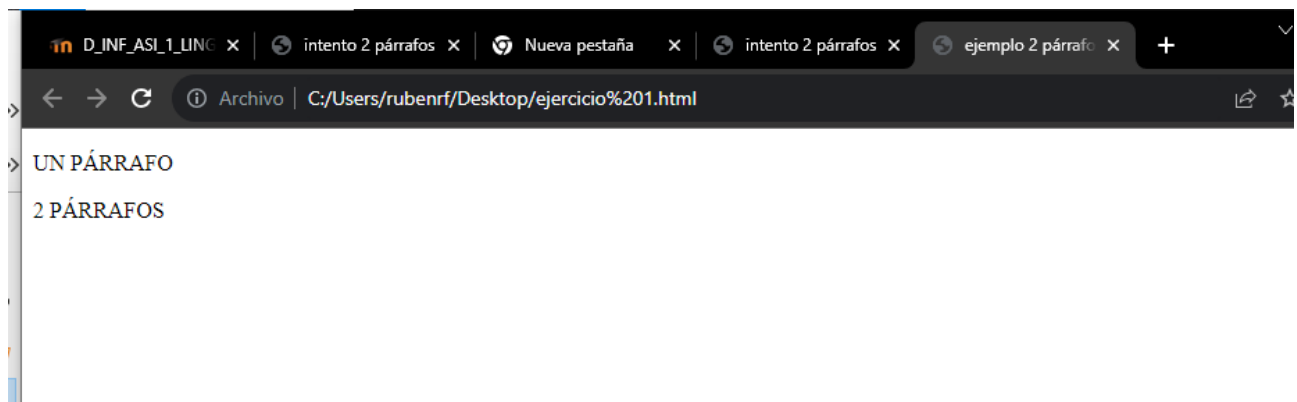 D_INF_ASI_1_LING
intento 2 párrafos
Nueva pestaña
intento 2 párrafos
ejemplo 2 párrafo
Archivo
C:/Users/rubenrf/Desktop/ejercicio%201.html
UN PÁRRAFO
2 PÁRRAFOS